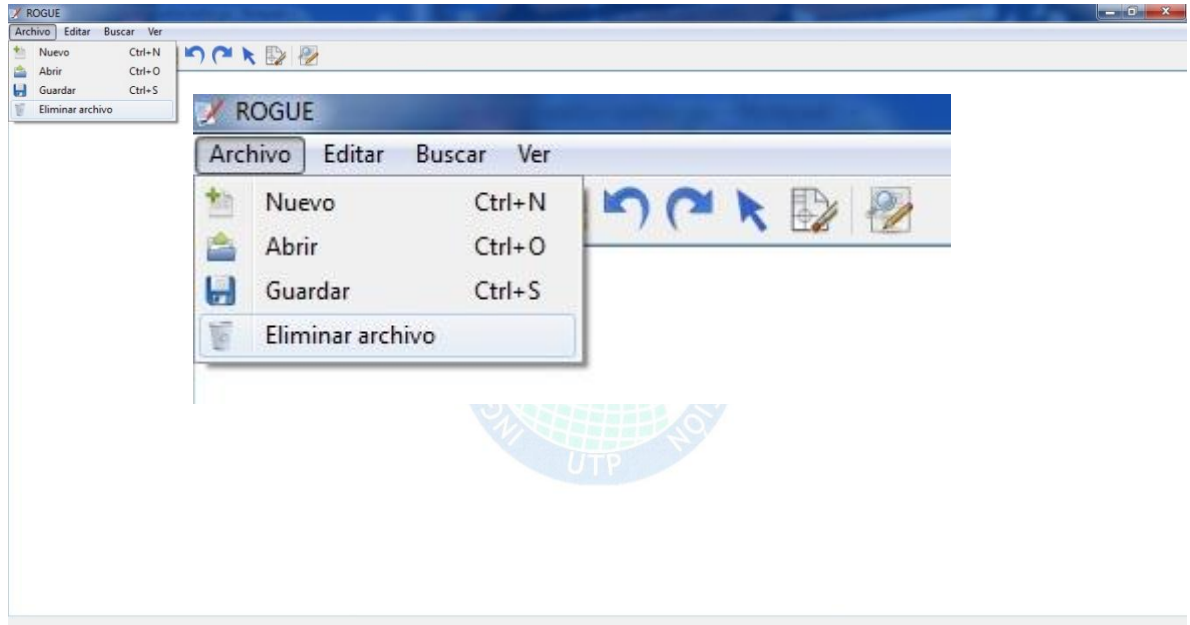 ROGUE
Archivo Editar Buscar Ver
Nuevo Ctrl+N
Abrir Ctrl+O
Guardar Ctrl+S
Eliminar archivo
ROGUE
Archivo Editar Buscar Ver
Nuevo Ctrl+N
Abrir Ctrl+O
Guardar Ctrl+S
Eliminar archivo
UTP